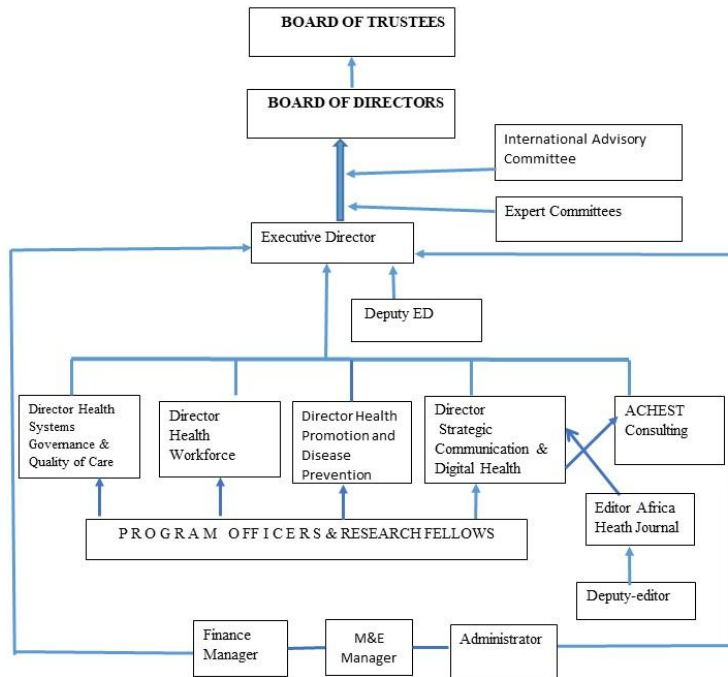 BOARD OF TRUSTEES
BOARD OF DIRECTORS
International Advisory
Committee
Expert Committees
Executive Director
Deputy ED
Director Health
Systems
Governance &
Quality of Care
Director
Health
Workforce
Director Health
Promotion and
Disease
Prevention
Director
Strategic
Communication &
Digital Health
ACHEST
Consulting
Editor Africa
Heath Journal
PROGRAM OFFICERS & RESEARCH FELLOWS
Deputy-editor
Finance
Manager
M&E
Manager
Administrator